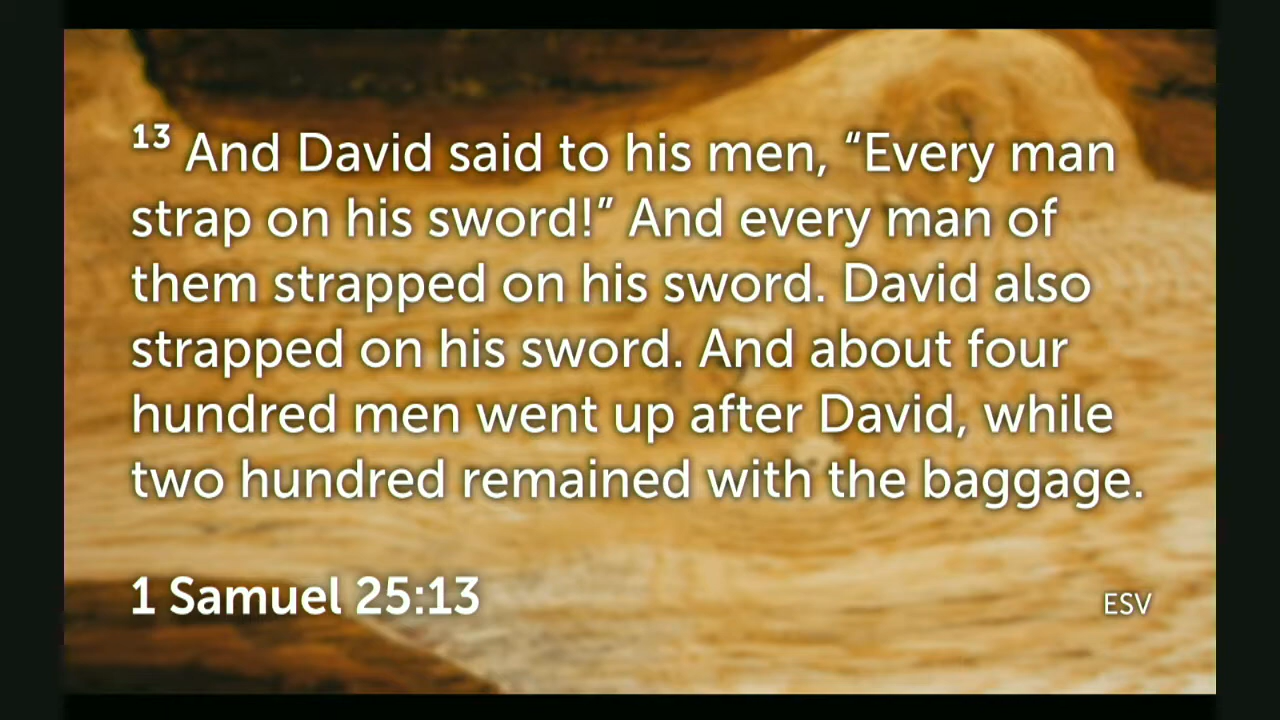 13 And David said to his men, “Every man
strap on his sword!” And every man of
them strapped on his sword. David also
strapped on his sword. And about four
hundred men went up after David, while
two hundred remained with the baggage.
1 Samuel 25:13
ESV